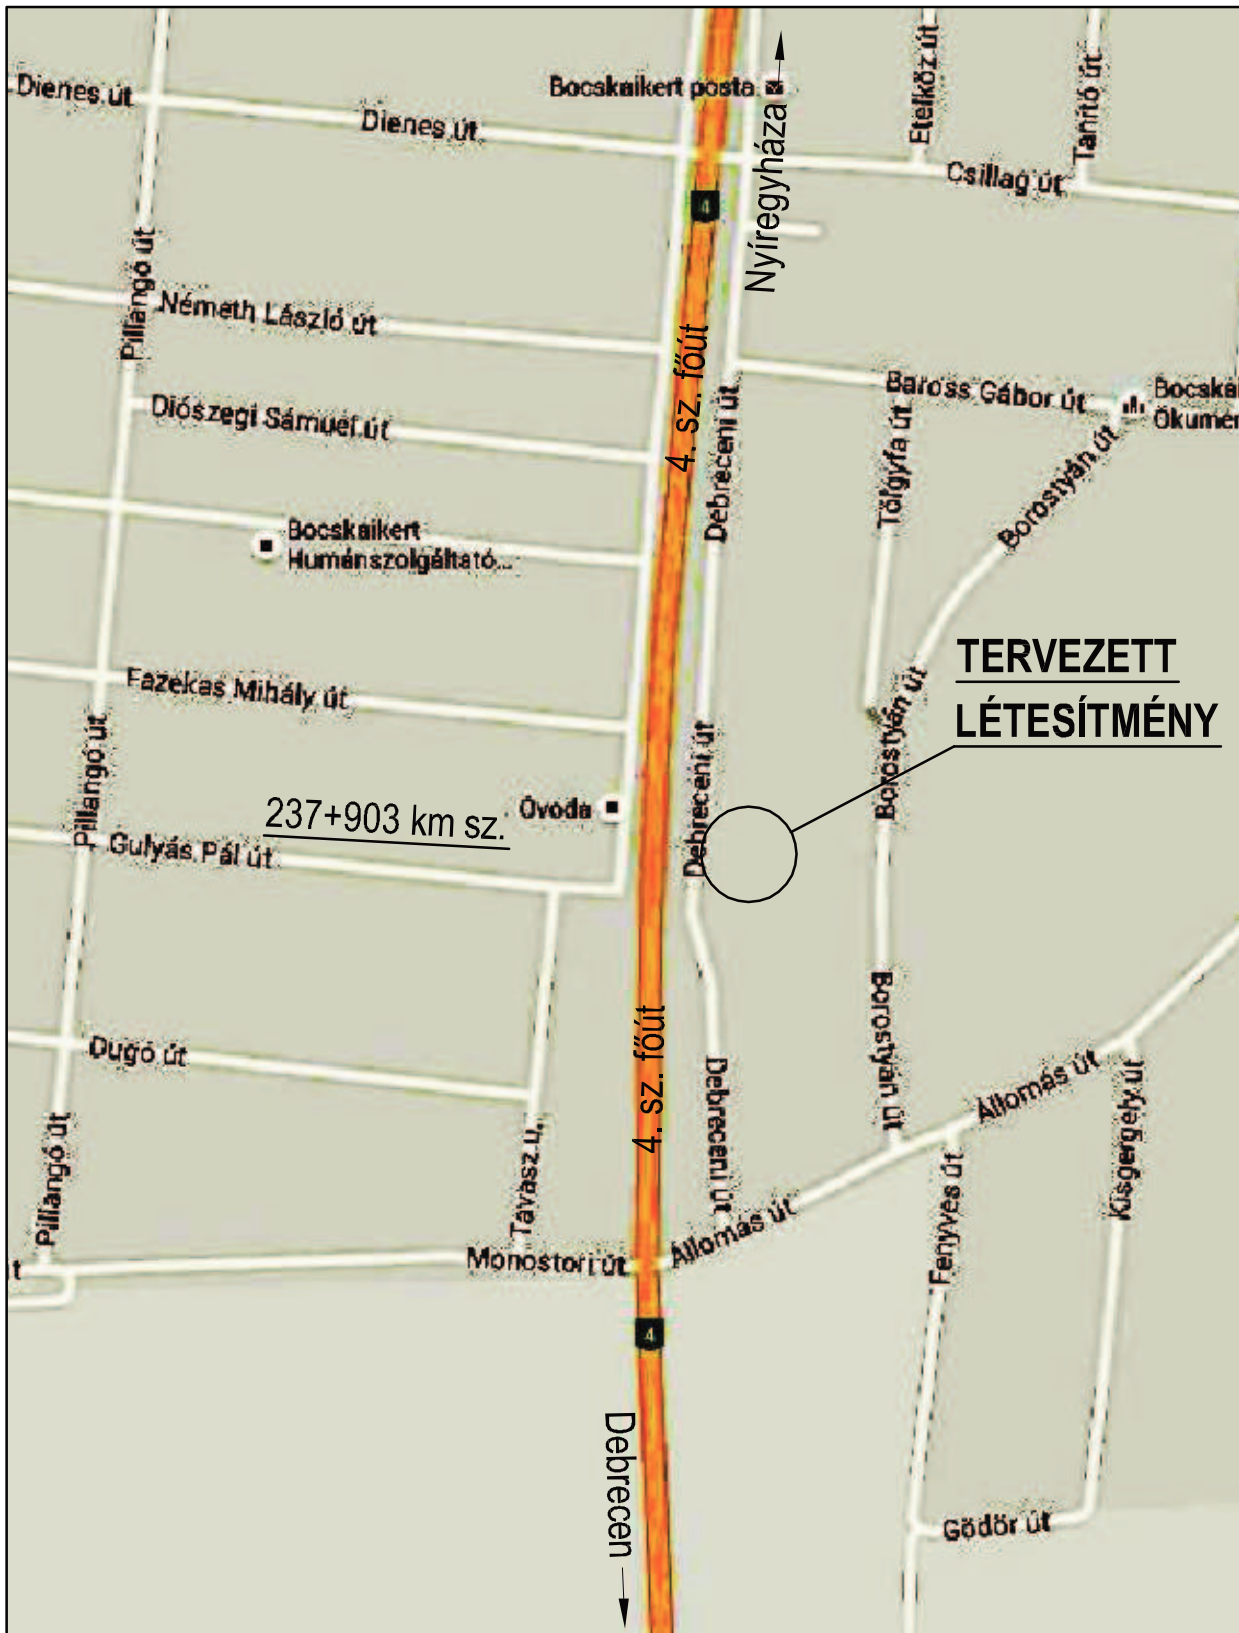 Bocskaikert posta
Dienes út
Dienes út
Etelköz út
Tanító út
Csillag út
4
Nyíregyháza
Pillangó út
Németh László út
4. sz. főút
Baross Gábor út
Bocskai
Ökumen
Diószegi Sámuel út
Debreceni út
Tölgyfa út
Borostyán út
Bocskaikert
Humánszolgáltató...
TERVEZETT
LÉTESÍTMÉNY
Fazekas Mihály út
Borostyán út
Pillangó út
Debreceni út
237+903 km sz.
Óvoda
Gulyás Pál út
Borostyán út
4. sz. főút
Dugó út
Debreceni út
Állomás út
Kisgergely út
Pillangó út
Tavasz u.
Fenyves út
Állomás út
Monostori út
út
4
Debrecen
Gödör út